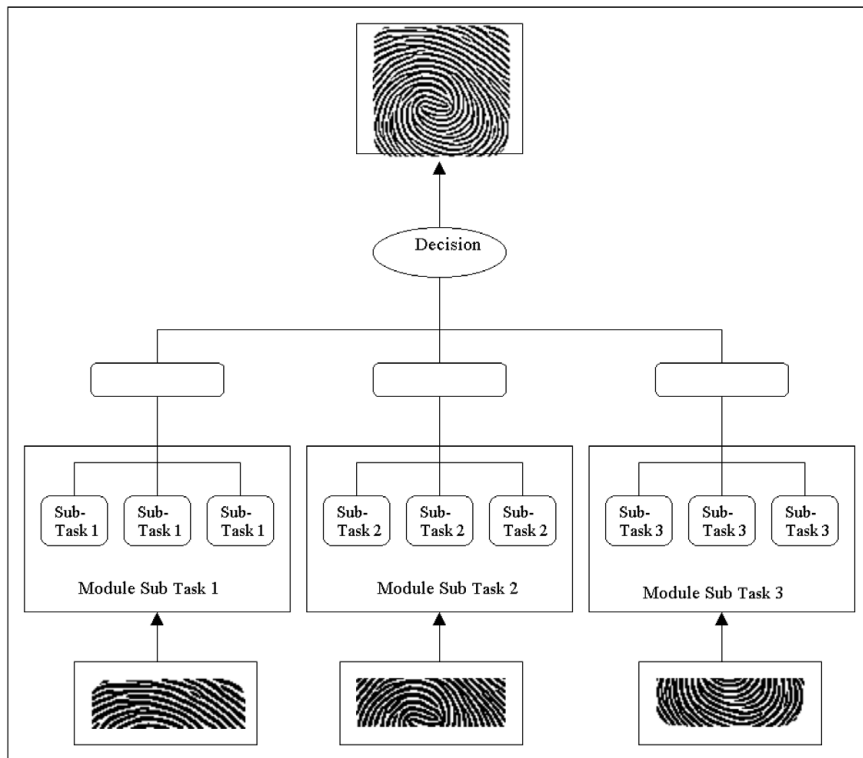 Decision
Sub-
Task 1
Sub-
Task 1
Sub-
Task 1
Module Sub Task 1
Sub-
Task 2
Sub-
Task 2
Sub-
Task 2
Module Sub Task 2
Sub-
Task 3
Sub-
Task 3
Sub-
Task 3
Module Sub Task 3